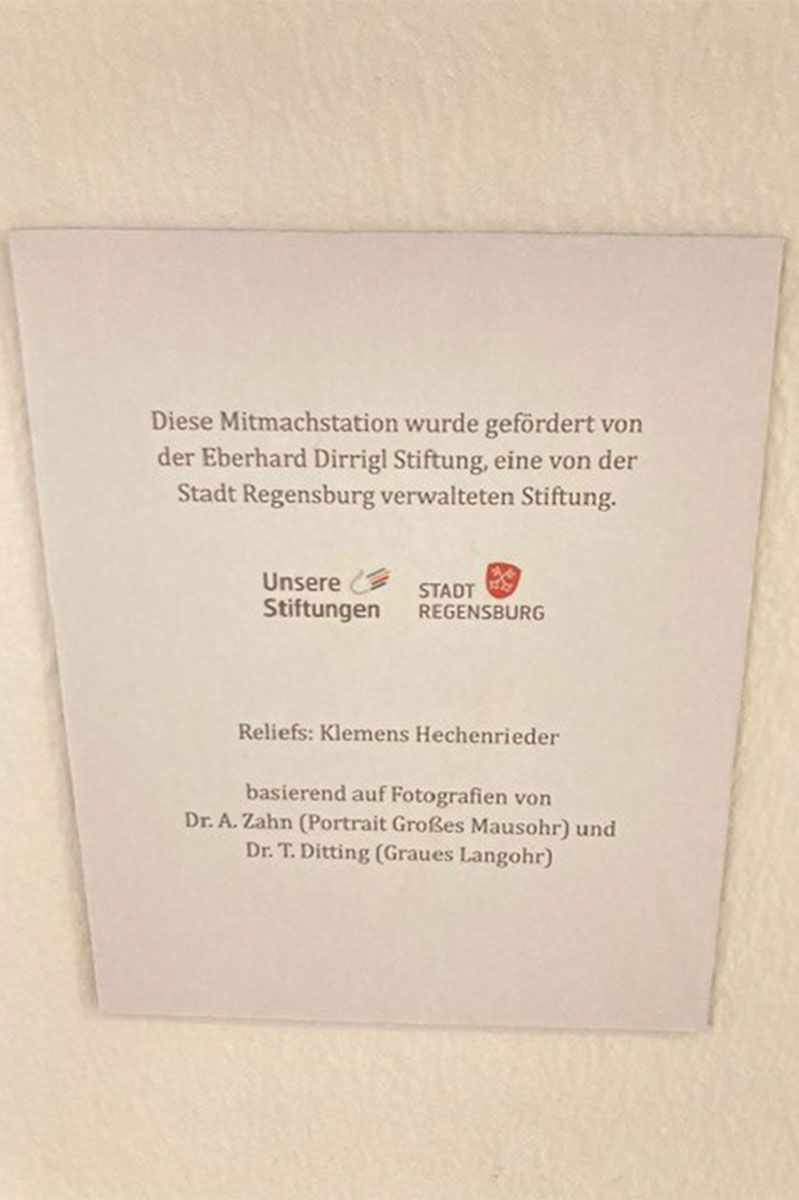 Diese Mitmachstation wurde gefördert von
der Eberhard Dirrigl Stiftung, eine von der
Stadt Regensburg verwalteten Stiftung.
Unsere
Stiftungen
STADT
REGENSBURG
Reliefs: Klemens Hechenrieder
basierend auf Fotografien von
Dr. A. Zahn (Portrait Großes Mausohr) und
Dr. T. Ditting (Graues Langohr)